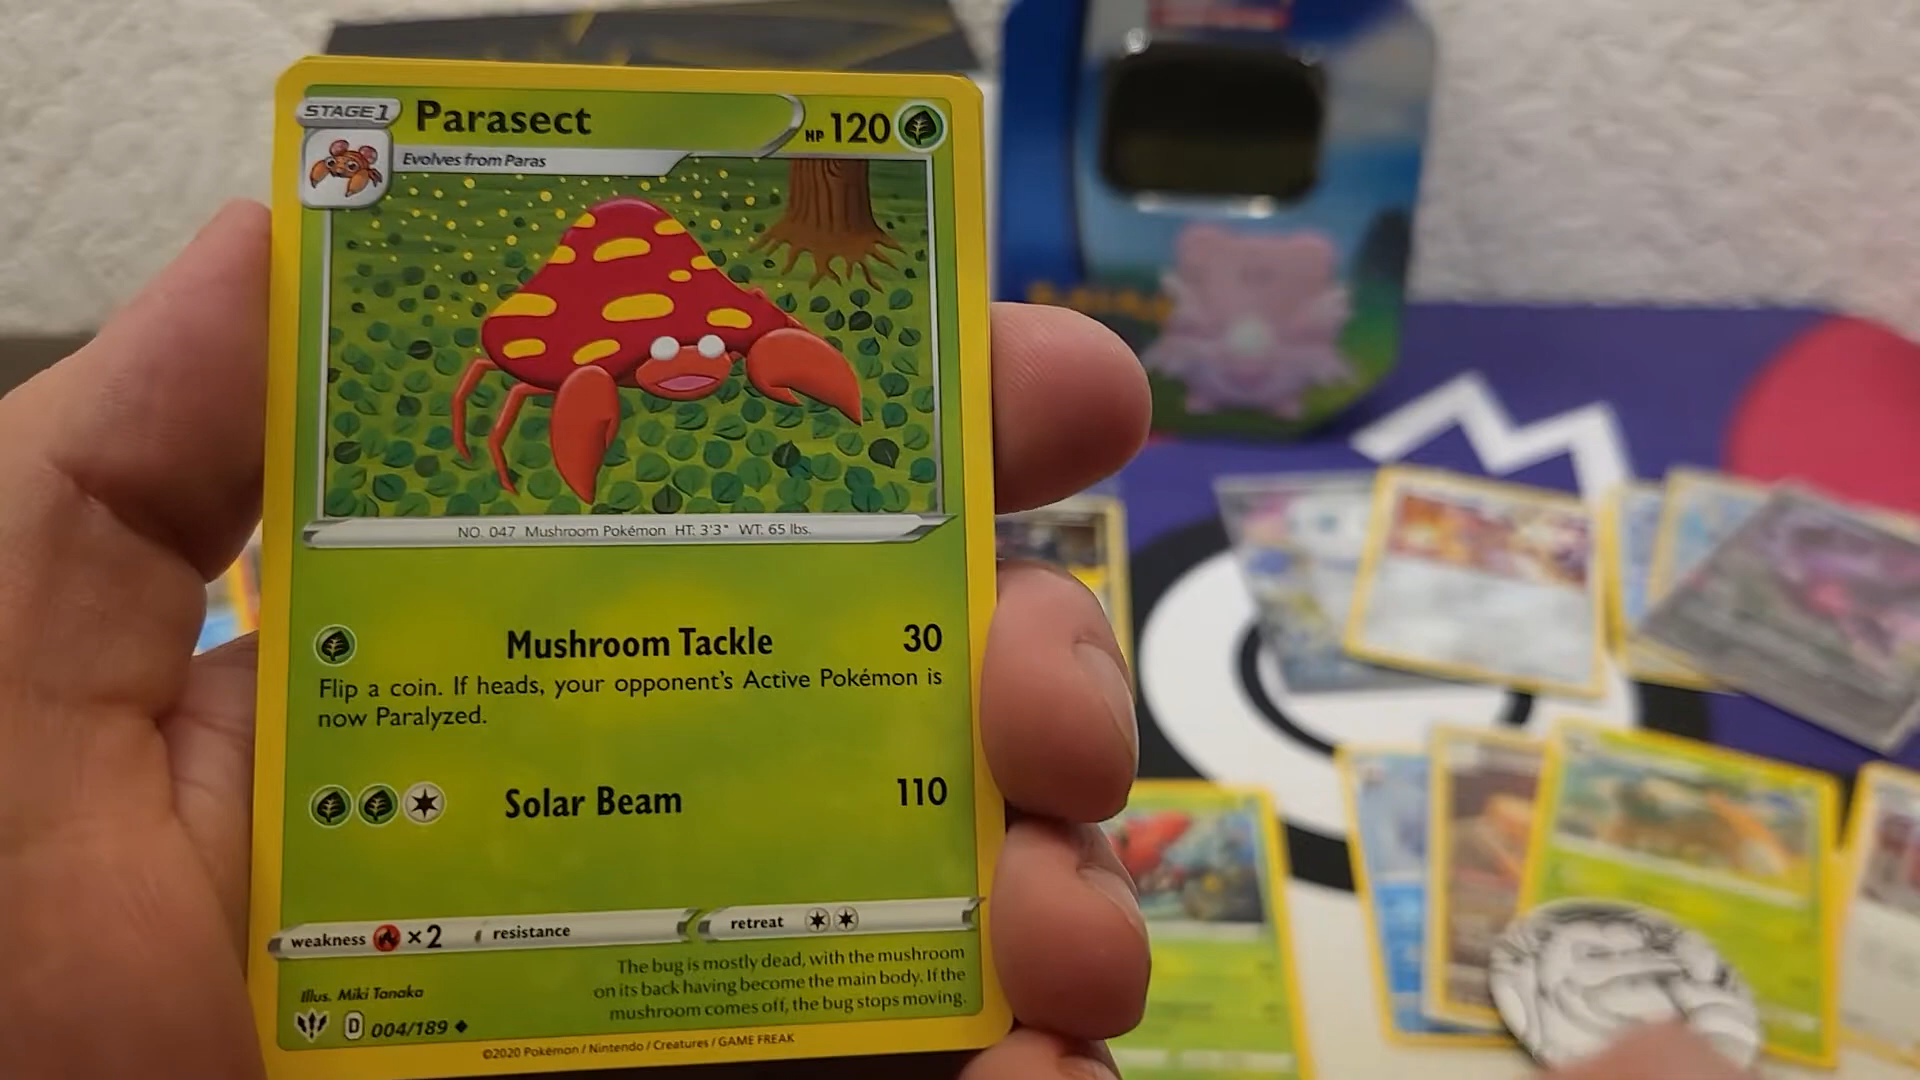 STAGE 1
Parasect
HP 120
Evolves from Paras
NO. 047 Mushroom Pokémon HT: 3'3" WT: 65 lbs.
Mushroom Tackle 30
Flip a coin. If heads, your opponent's Active Pokémon is
now Paralyzed.
Solar Beam 110
weakness ×2 resistance retreat
The bug is mostly dead, with the mushroom
on its back having become the main body. If the
mushroom comes off, the bug stops moving.
Illus. Miki Tanaka
D 004/189
©2020 Pokémon / Nintendo / Creatures / GAME FREAK